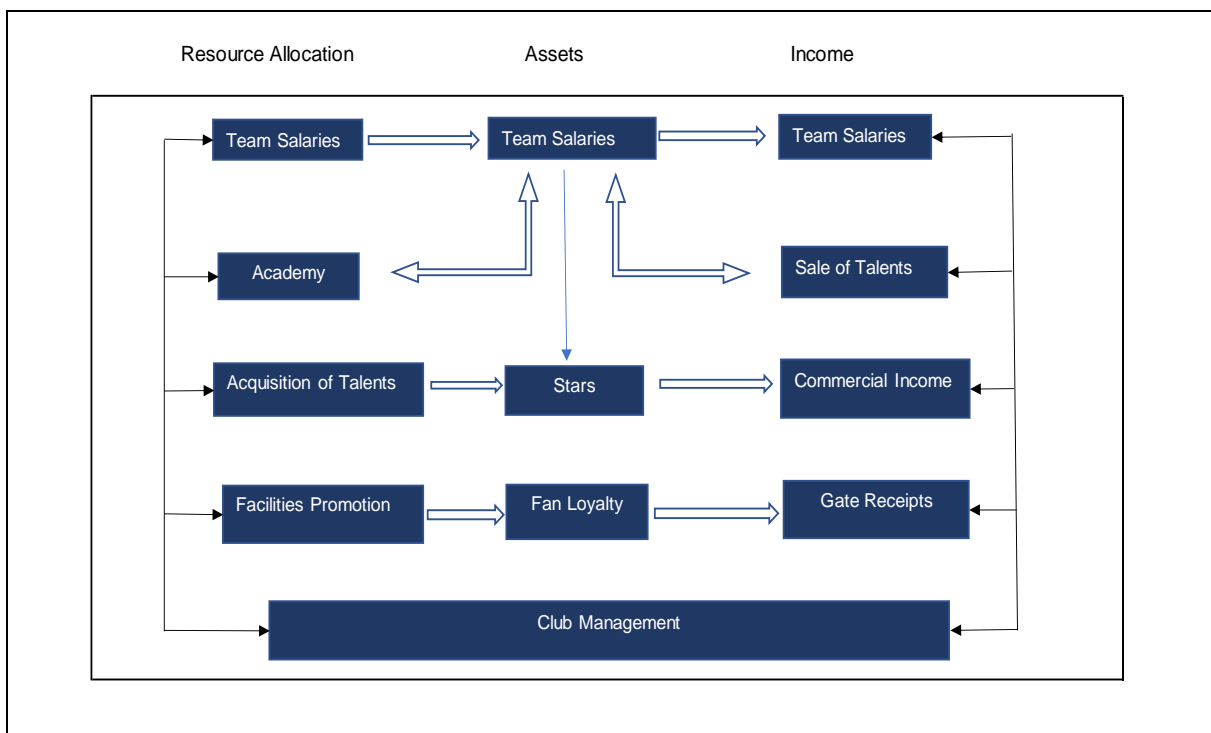 Resource Allocation
Assets
Income
Team Salaries
Team Salaries
Team Salaries
Academy
Sale of Talents
Acquisition of Talents
Stars
Commercial Income
Facilities Promotion
Fan Loyalty
Gate Receipts
Club Management